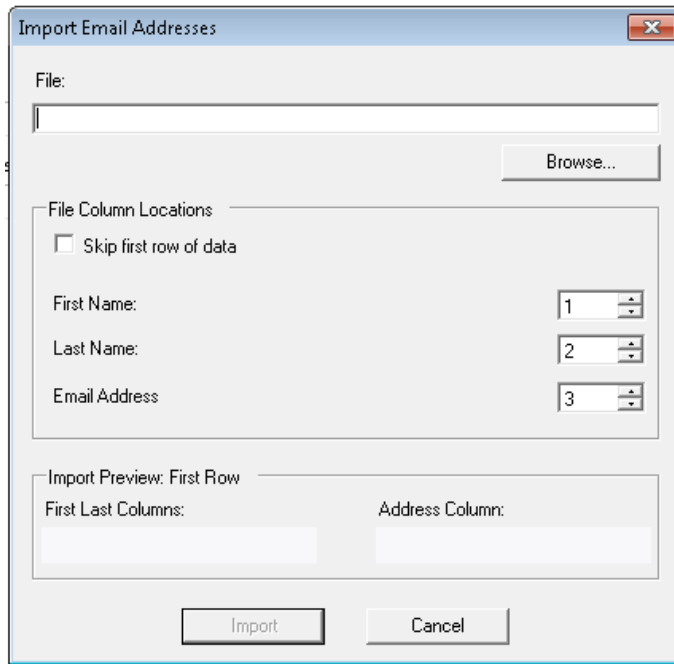 Import Email Addresses
File:
Browse...
File Column Locations
Skip first row of data
First Name: 1
Last Name: 2
Email Address 3
Import Preview: First Row
First Last Columns: Address Column:
Import Cancel